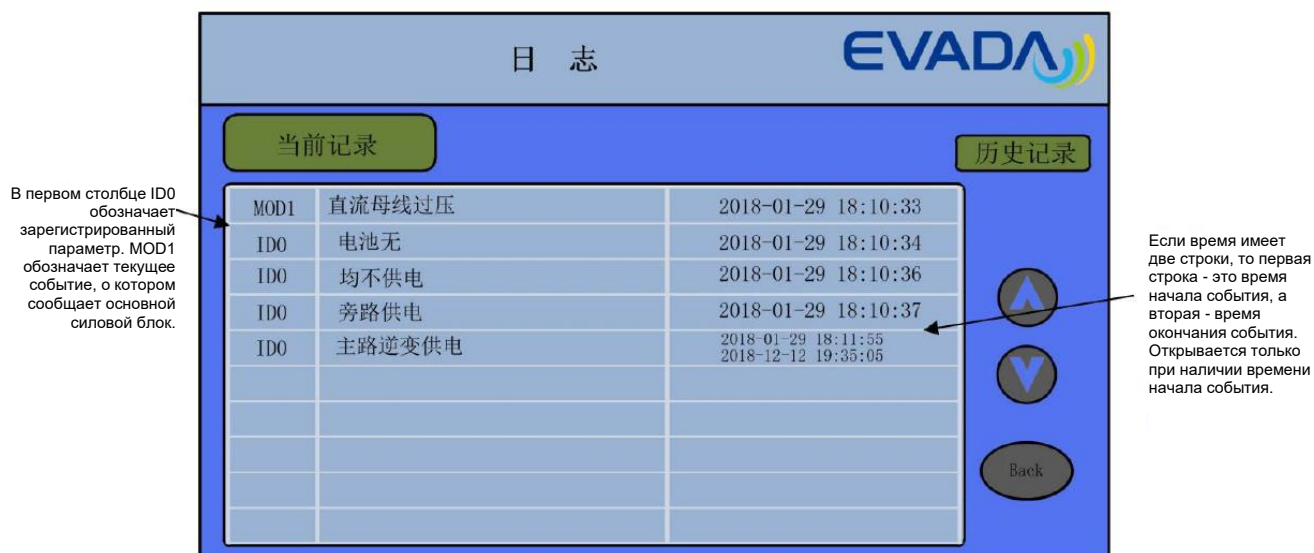 日 志
EVADA
当前记录
历史记录
В первом столбце ID0
обозначает
зарегистрированный
параметр. MOD1
обозначает текущее
событие, о котором
сообщает основной
силовой блок.
MOD1 直流母线过压 2018-01-29 18:10:33
ID0 电池无 2018-01-29 18:10:34
ID0 均不供电 2018-01-29 18:10:36
ID0 旁路供电 2018-01-29 18:10:37
ID0 主路逆变供电 2018-01-29 18:11:55
2018-12-12 19:35:05
Если время имеет
две строки, то первая
строка - это время
начала события, а
вторая - время
окончания события.
Открывается только
при наличии времени
начала события.
Back